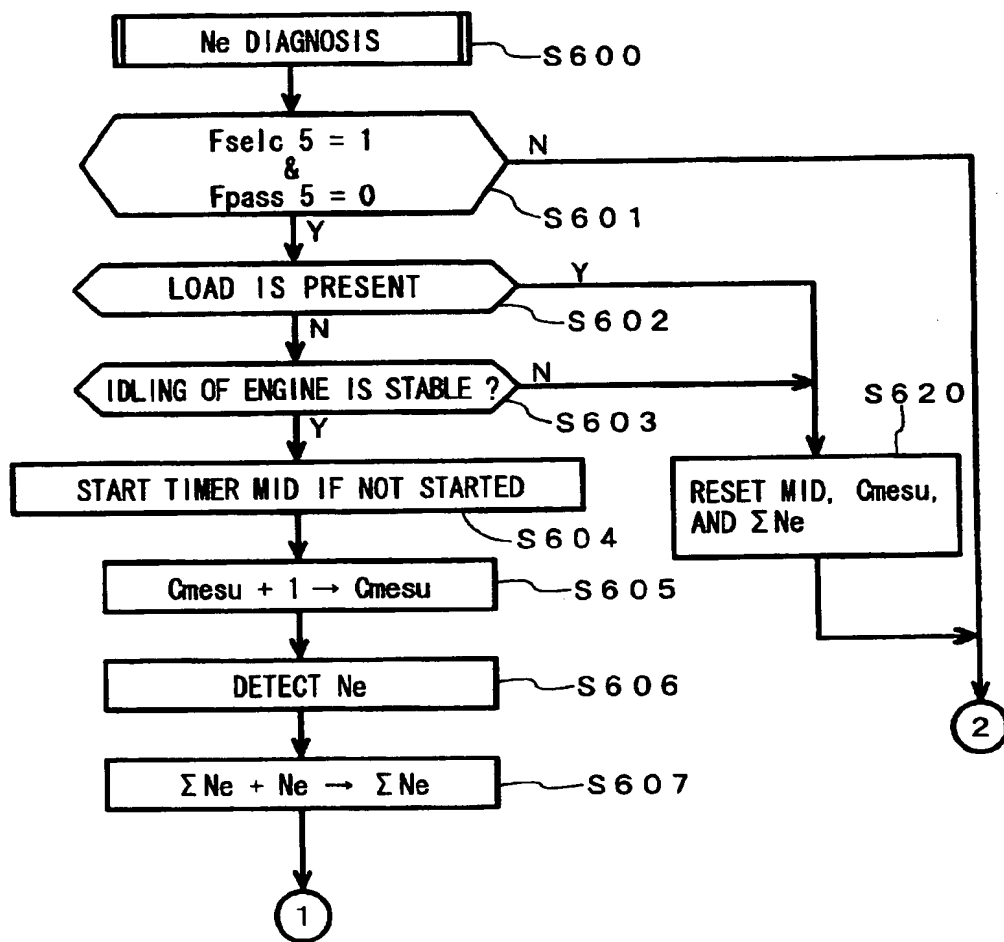 Ne DIAGNOSIS
S600
Fselc 5 = 1
&
Fpass 5 = 0
N
S601
Y
LOAD IS PRESENT
Y
S602
N
IDLING OF ENGINE IS STABLE ?
N
S603
Y
S620
START TIMER MID IF NOT STARTED
S604
RESET MID, Cmesu,
AND ΣNe
Cmesu + 1 → Cmesu
S605
DETECT Ne
S606
2
ΣNe + Ne → ΣNe
S607
1